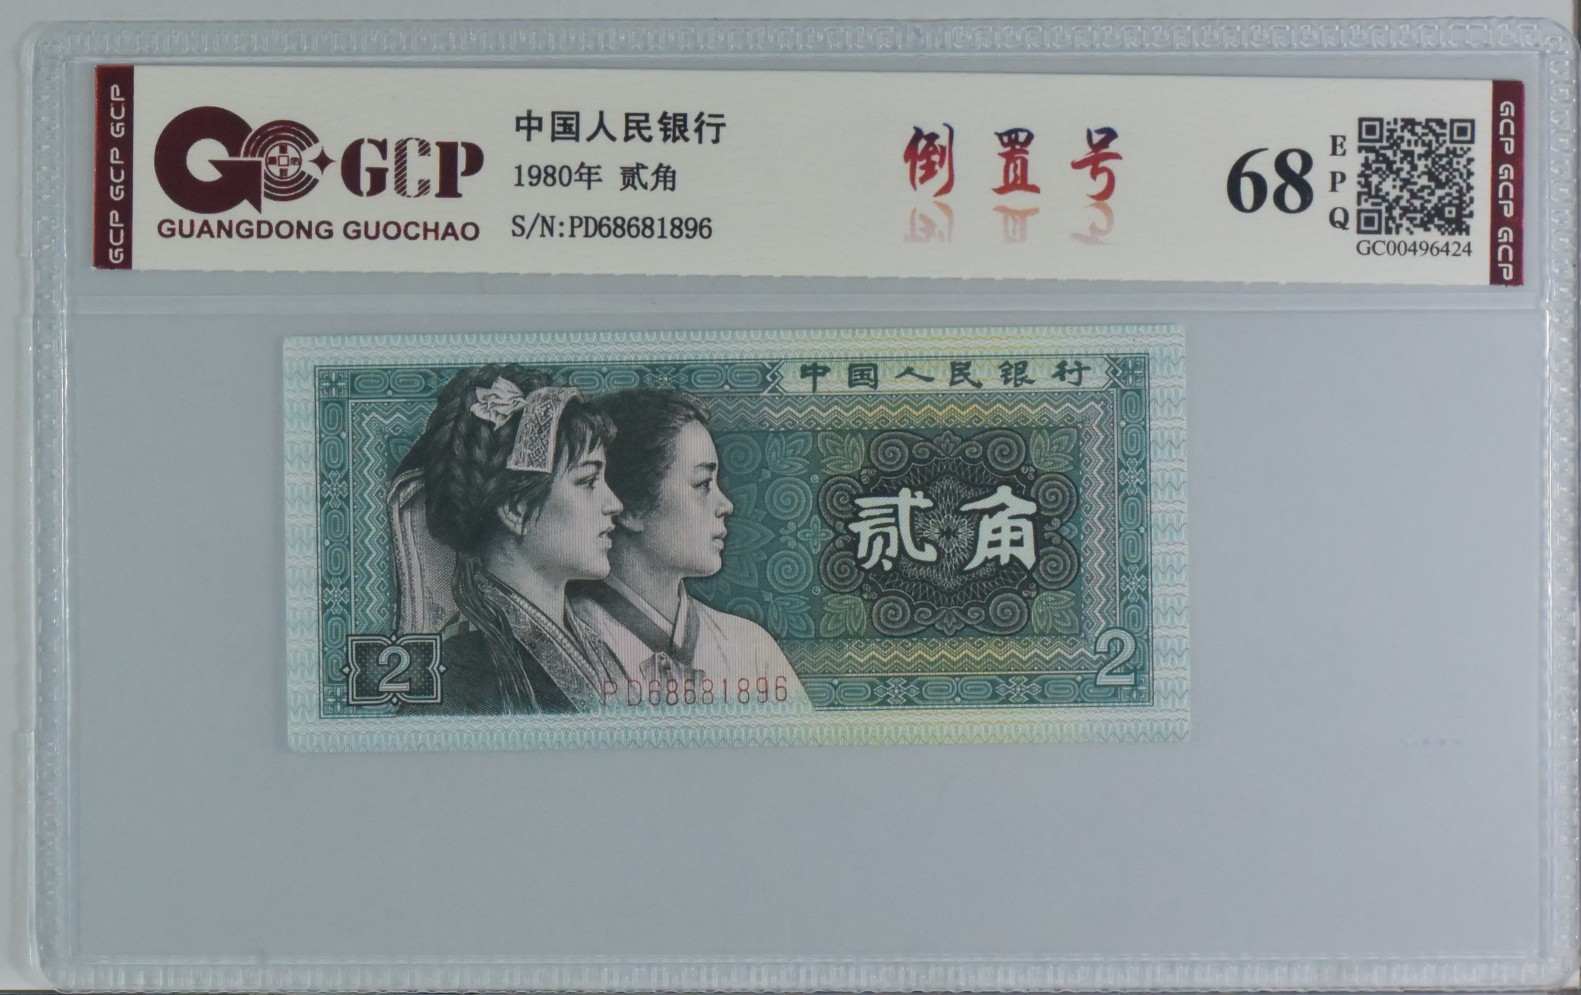 GCP GCP GCP
GCP
GUANGDONG GUOCHAO
中国人民银行
1980年 贰角
S/N:PD68681896
倒置号
68
EPQ
GC00496424
GCP GCP GCP
中国人民银行
贰角
2
2
PD68681896